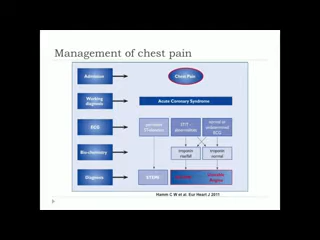 Management of chest pain
Admission
Chest Pain
Working
diagnosis
Acute Coronary Syndrome
ECG
persistent
ST-elevation
ST/T
abnormalities
normal or
undetermined
ECG
Bio-chemistry
troponin
rise/fall
troponin
normal
Diagnosis
STEMI
NSTEMI
Unstable
Angina
Hamm C W et al. Eur Heart J 2011